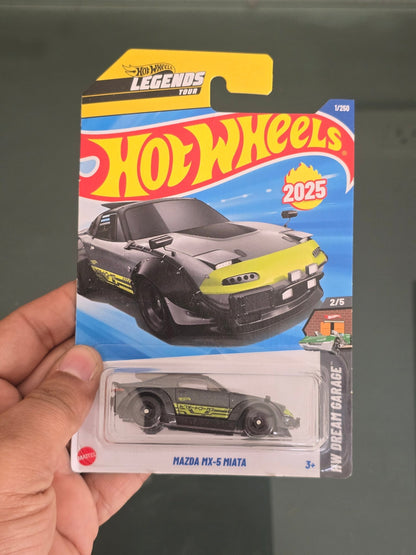 HOT WHEELS
LEGENDS
TOUR
1/250
HOT WHEELS
2025
2/5
HW DREAM GARAGE
MATTEL
MAZDA MX-5 MIATA
3+